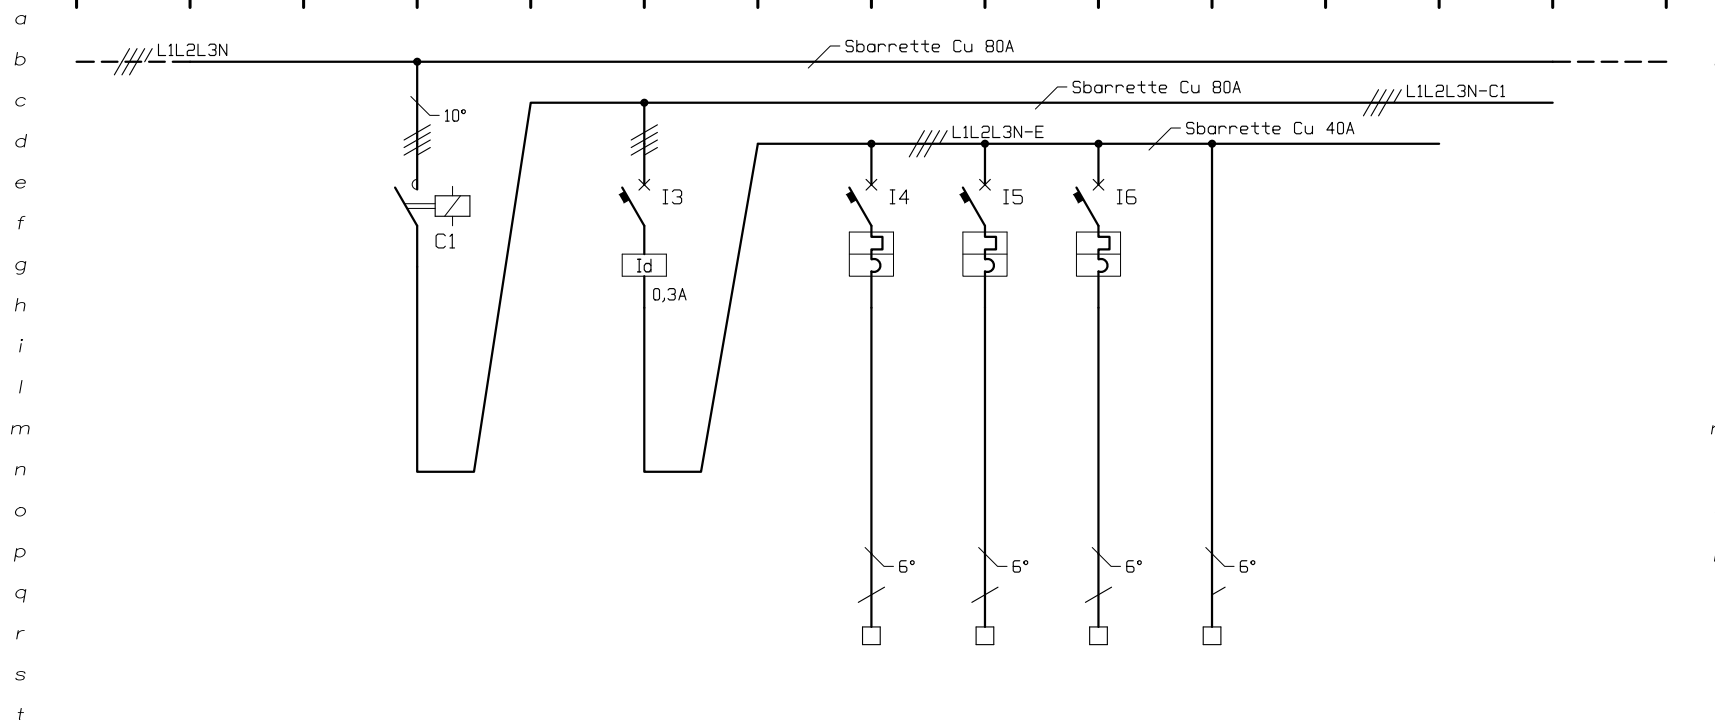 a
Sbarrette Cu 80A
L1L2L3N
b
Sbarrette Cu 80A
L1L2L3N-C1
c
10°
Sbarrette Cu 40A
L1L2L3N-E
d
e
I3
I4
I5
I6
f
C1
g
Id
0,3A
h
i
l
m
n
o
p
6°
6°
6°
6°
q
r
s
t